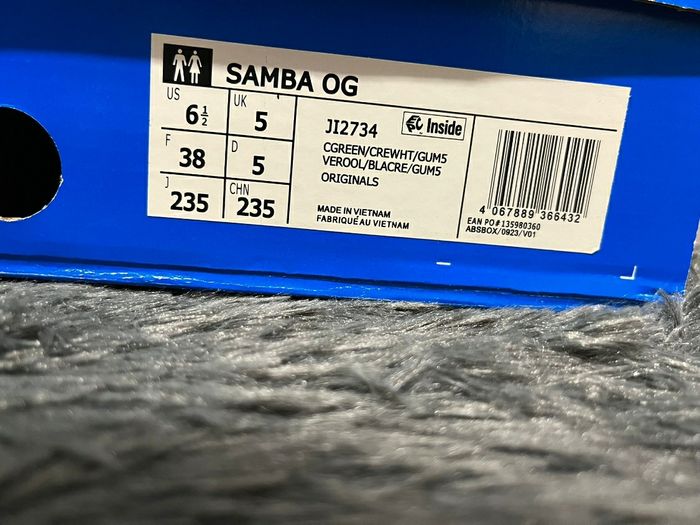 SAMBA OG
US
6½
UK
5
F
38
D
5
J
235
CHN
235
JI2734
Inside
CGREEN/CREWHT/GUM5
VEROOL/BLACRE/GUM5
ORIGINALS
MADE IN VIETNAM
FABRIQUÉ AU VIETNAM
4 067889 366432
EAN PO# 135980360
ABSBOX/0923/V01